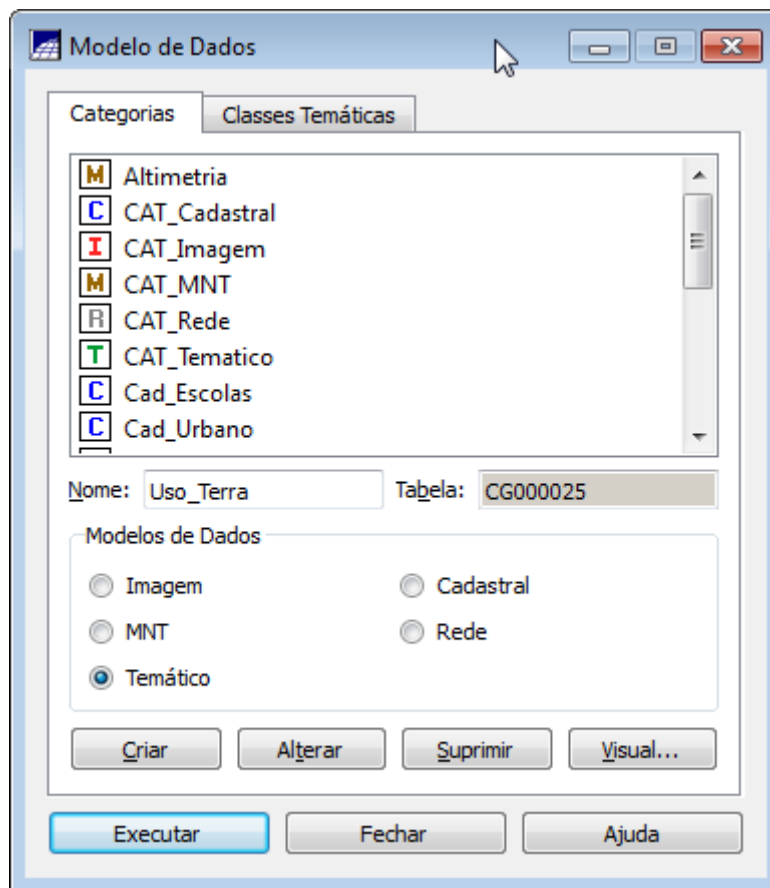 Modelo de Dados
Categorias Classes Temáticas
M Altimetria
C CAT_Cadastral
I CAT_Imagem
M CAT_MNT
R CAT_Rede
T CAT_Tematico
C Cad_Escolas
C Cad_Urbano
Nome: Uso_Terra Tabela: CG000025
Modelos de Dados
Imagem Cadastral
MNT Rede
Temático
Criar Alterar Suprimir Visual...
Executar Fechar Ajuda